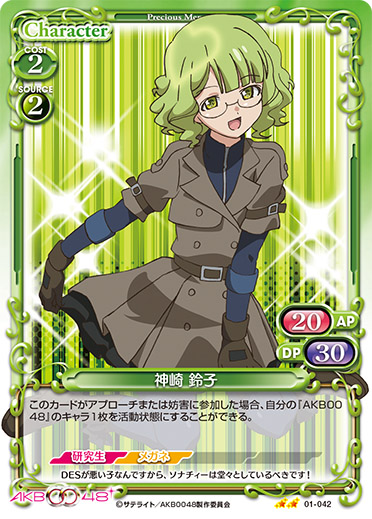 Precious Mem
Character
COST
2
SOURCE
2
20 AP
DP 30
神崎 鈴子
このカードがアプローチまたは妨害に参加した場合、自分の「AKB00
48」のキャラ1枚を活動状態にすることができる。
研究生 メガネ
DESが悪い子なんですから、ソナティーは堂々としているべきです!
AKB0048
©サテライト/AKB0048製作委員会
01-042